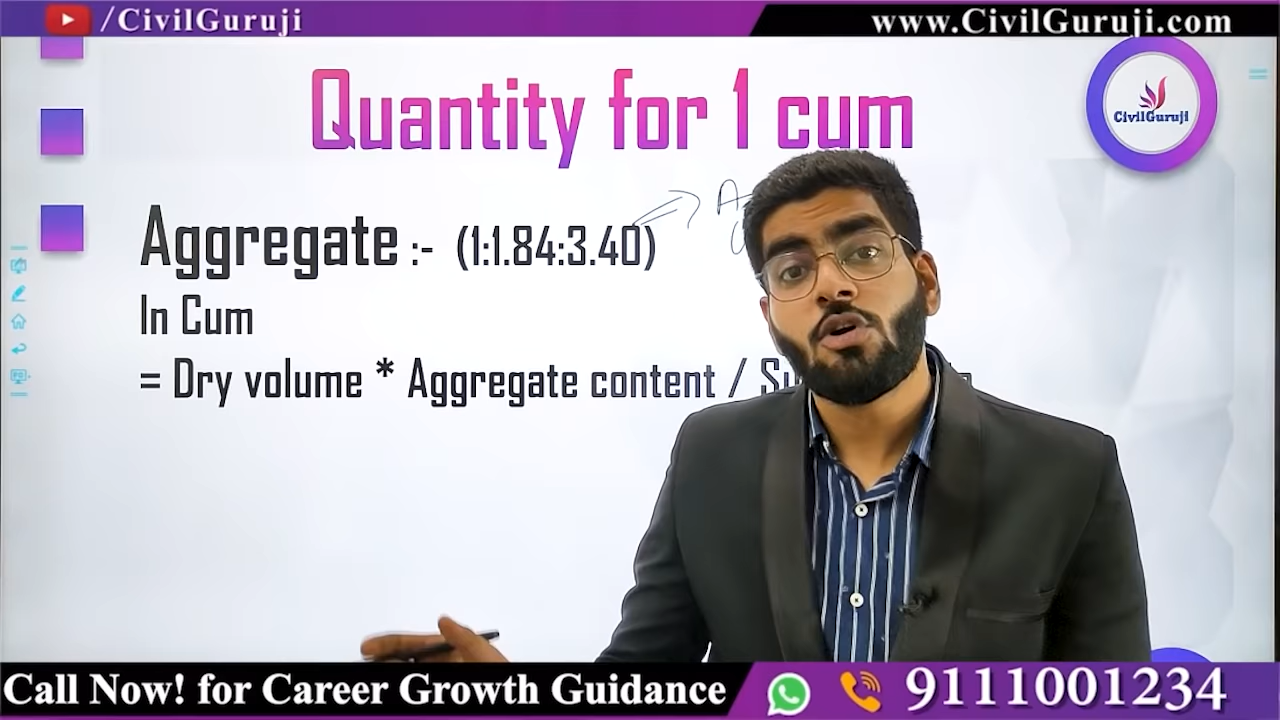 /CivilGuruji
www.CivilGuruji.com
Quantity for 1 cum
CivilGuruji
Aggregate :- (1:1.84:3.40)
In Cum
= Dry volume * Aggregate content /
Call Now! for Career Growth Guidance
9111001234